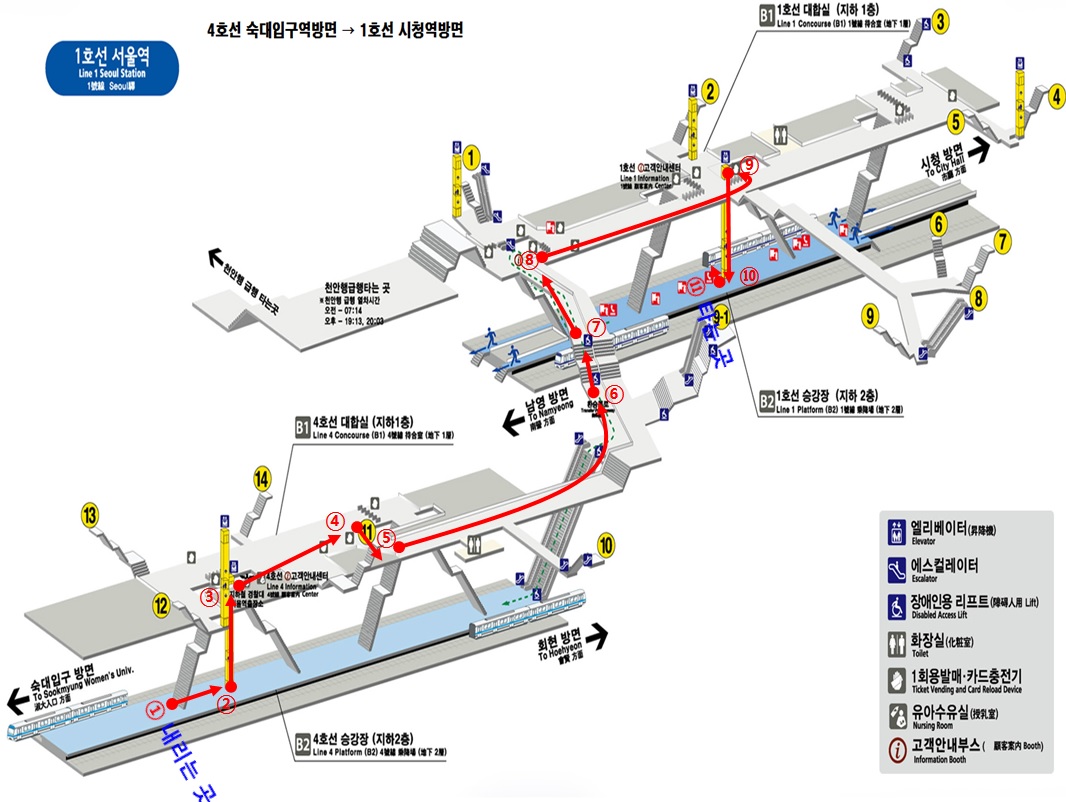 4호선 숙대입구역방면 → 1호선 시청역방면
1호선 서울역
Line 1 Seoul Station
1號線 Seoul驛
B1 1호선 대합실 (지하 1층)
Line 1 Concourse (B1) 1號線 待合室 (地下 1層)
3
2
4
1
5
시청 방면
To City Hall
市廳 方面
1호선 고객안내센터
Line 1 Information
1號線 顧客案內 Center
⑨
6
7
8
9
9-1
천안행 급행 타는곳
천안행급행타는 곳
※천안행 급행 열차시간
오전 - 07:14
오후 - 19:13, 20:03
⑧
⑩
⑪
타는 곳
⑦
⑥
남영 방면
To Namyeong
南營 方面
B2 1호선 승강장 (지하 2층)
Line 1 Platform (B2) 1號線 乘降場 (地下 2層)
B1 4호선 대합실 (지하1층)
Line 4 Concourse (B1) 4號線 待合室 (地下 1層)
14
13
④
11
⑤
10
12
③
4호선 고객안내센터
Line 4 Information
4號線 顧客案內 Center
지하철 경찰대
서울역출장소
회현 방면
To Hoehyeon
會賢 方面
숙대입구 방면
To Sookmyung Women's Univ.
淑大入口 方面
①
②
내리는 곳
B2 4호선 승강장 (지하2층)
Line 4 Platform (B2) 4號線 乘降場 (地下 2層)
엘리베이터(昇降機)
Elevator
에스컬레이터
Escalator
장애인용 리프트(障碍人用 Lift)
Disabled Access Lift
화장실(化粧室)
Toilet
1회용발매·카드충전기
Ticket Vending and Card Reload Device
유아수유실(授乳室)
Nursing Room
고객안내부스( 顧客案內 Booth)
Information Booth